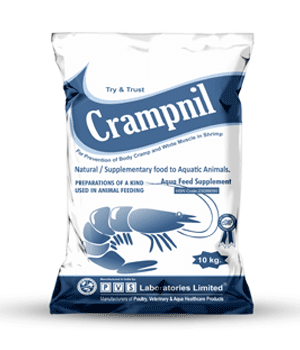 Try & Trust
Crampnil
For Prevention of Body Cramp and White Muscle in Shrimp
Natural / Supplementary food to Aquatic Animals.
PREPARATIONS OF A KIND
USED IN ANIMAL FEEDING
Aqua Feed Supplement
10 kg.
PVS Laboratories Limited
Manufacturers of Poultry, Veterinary & Aqua Healthcare Products